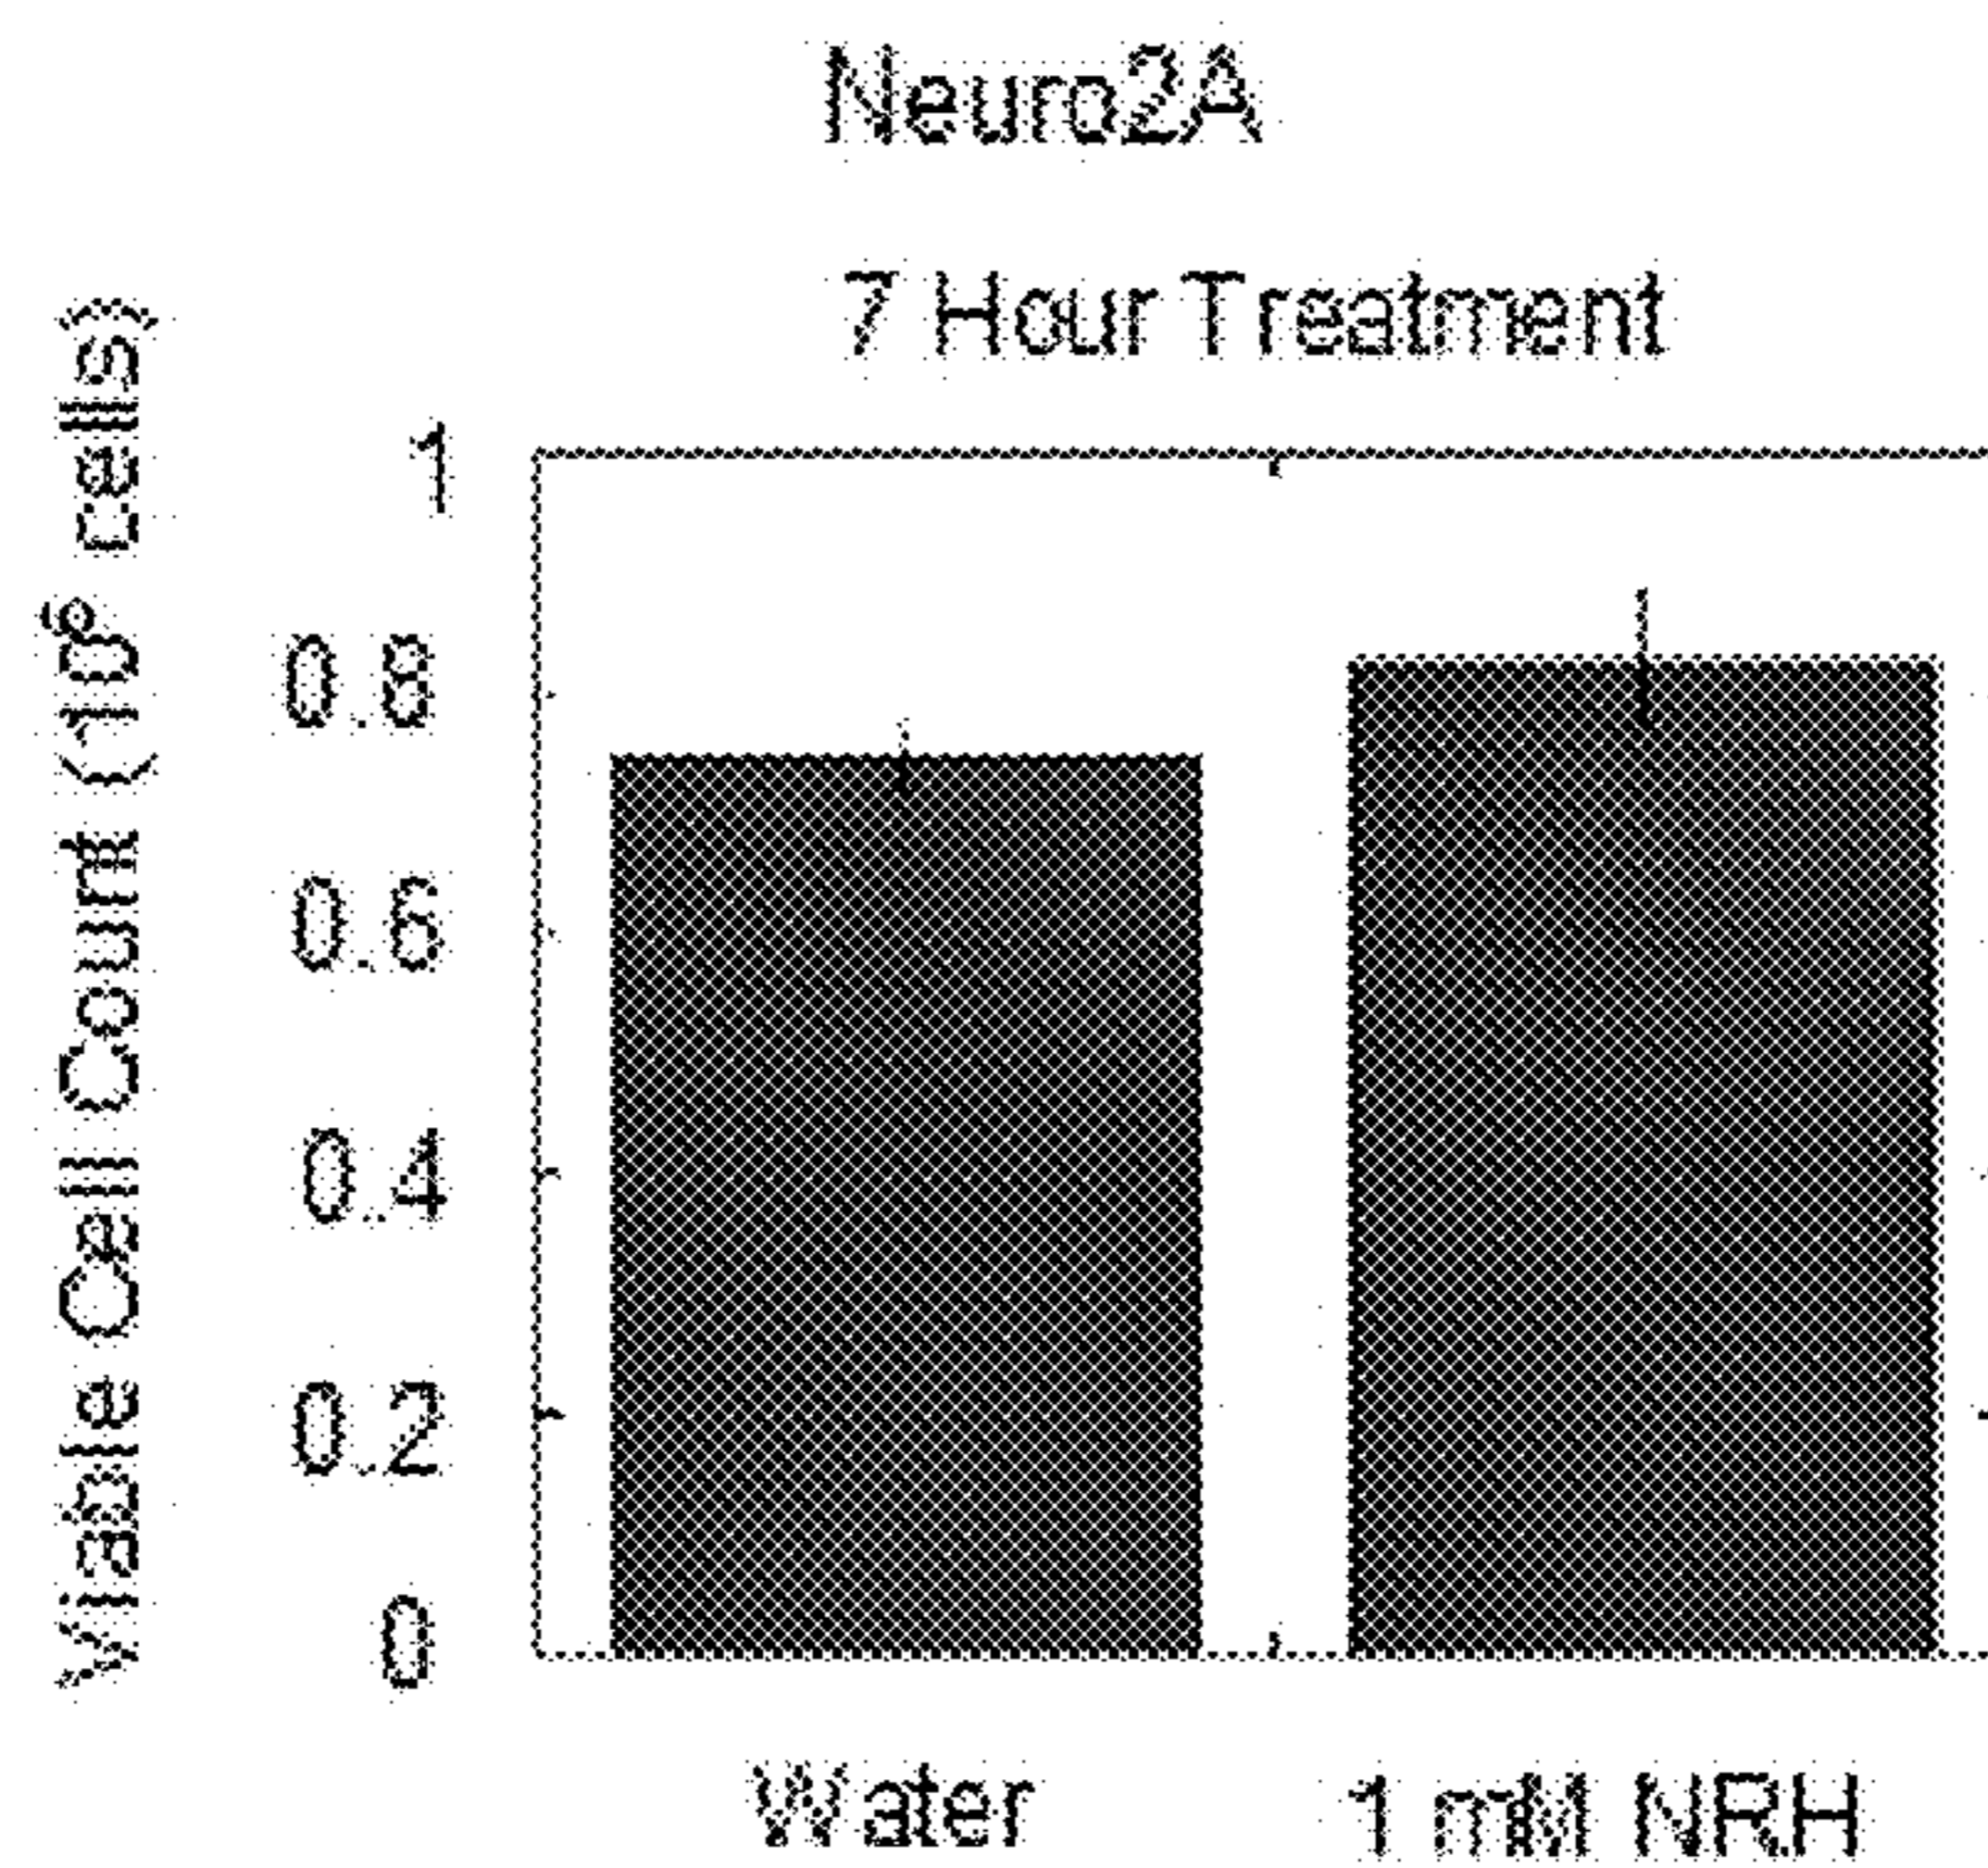 Neuro2A
7 Hour Treatment
Viable Cell Count (10⁶ cells)
1
0.8
0.6
0.4
0.2
0
Water
1 mM NRH